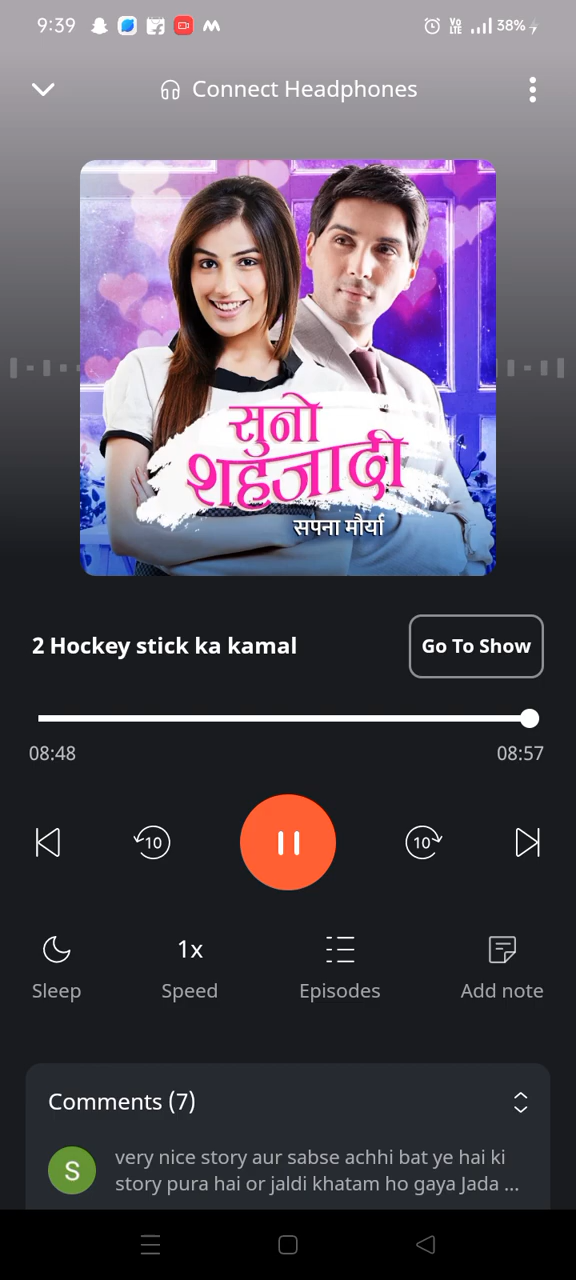 9:39
Vo LTE
38%
Connect Headphones
सुनो
शहजादी
सपना मौर्या
2 Hockey stick ka kamal
Go To Show
08:48
08:57
10
10
1x
Sleep
Speed
Episodes
Add note
Comments (7)
S
very nice story aur sabse achhi bat ye hai ki
story pura hai or jaldi khatam ho gaya Jada ...